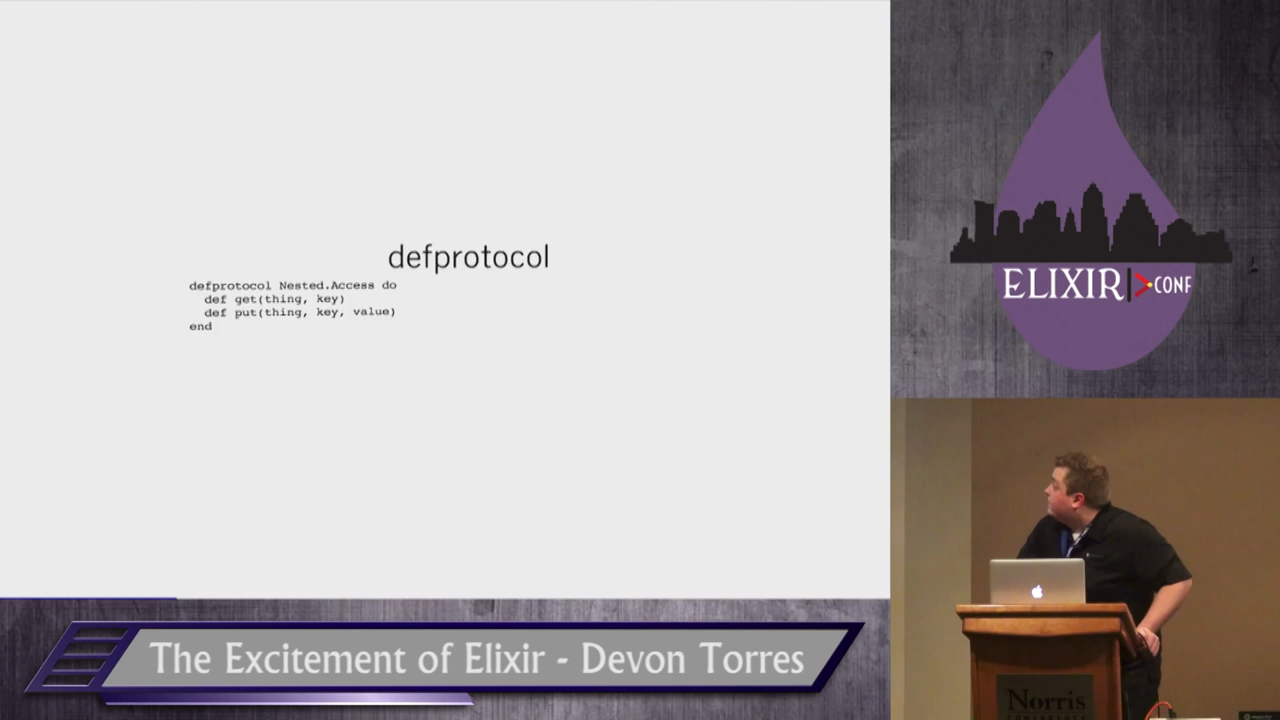 defprotocol
defprotocol Nested.Access do
  def get(thing, key)
  def put(thing, key, value)
end
ELIXIR CONF
The Excitement of Elixir - Devon Torres
Norris